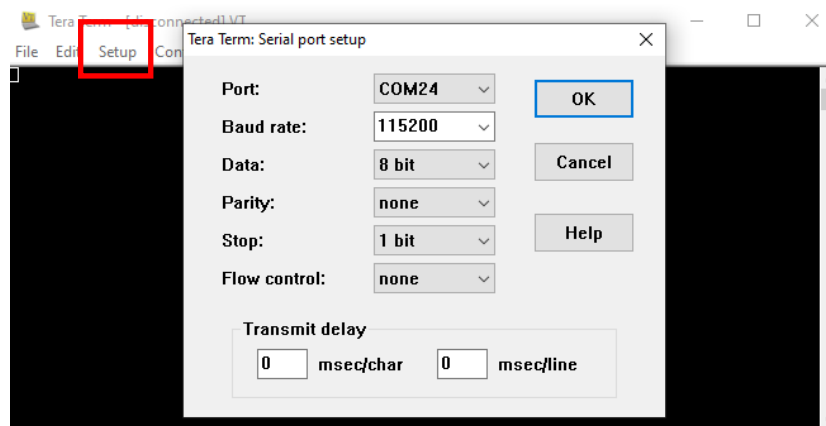 Tera Term - [disconnected] VT
File Edit Setup Con
Tera Term: Serial port setup
Port: COM24
OK
Baud rate: 115200
Data: 8 bit
Cancel
Parity: none
Stop: 1 bit
Help
Flow control: none
Transmit delay
0 msec/char 0 msec/line